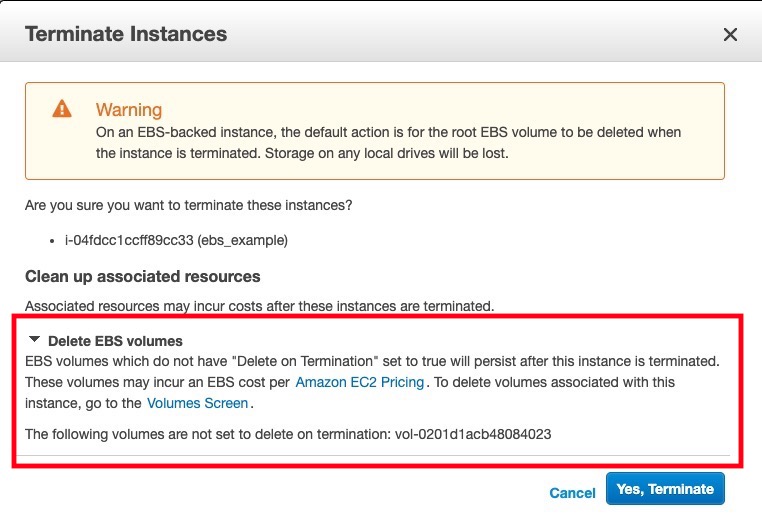 Terminate Instances
Warning
On an EBS-backed instance, the default action is for the root EBS volume to be deleted when
the instance is terminated. Storage on any local drives will be lost.
Are you sure you want to terminate these instances?
• i-04fdcc1ccff89cc33 (ebs_example)
Clean up associated resources
Associated resources may incur costs after these instances are terminated.
Delete EBS volumes
EBS volumes which do not have "Delete on Termination" set to true will persist after this instance is terminated.
These volumes may incur an EBS cost per Amazon EC2 Pricing. To delete volumes associated with this
instance, go to the Volumes Screen.
The following volumes are not set to delete on termination: vol-0201d1acb48084023
Cancel Yes, Terminate